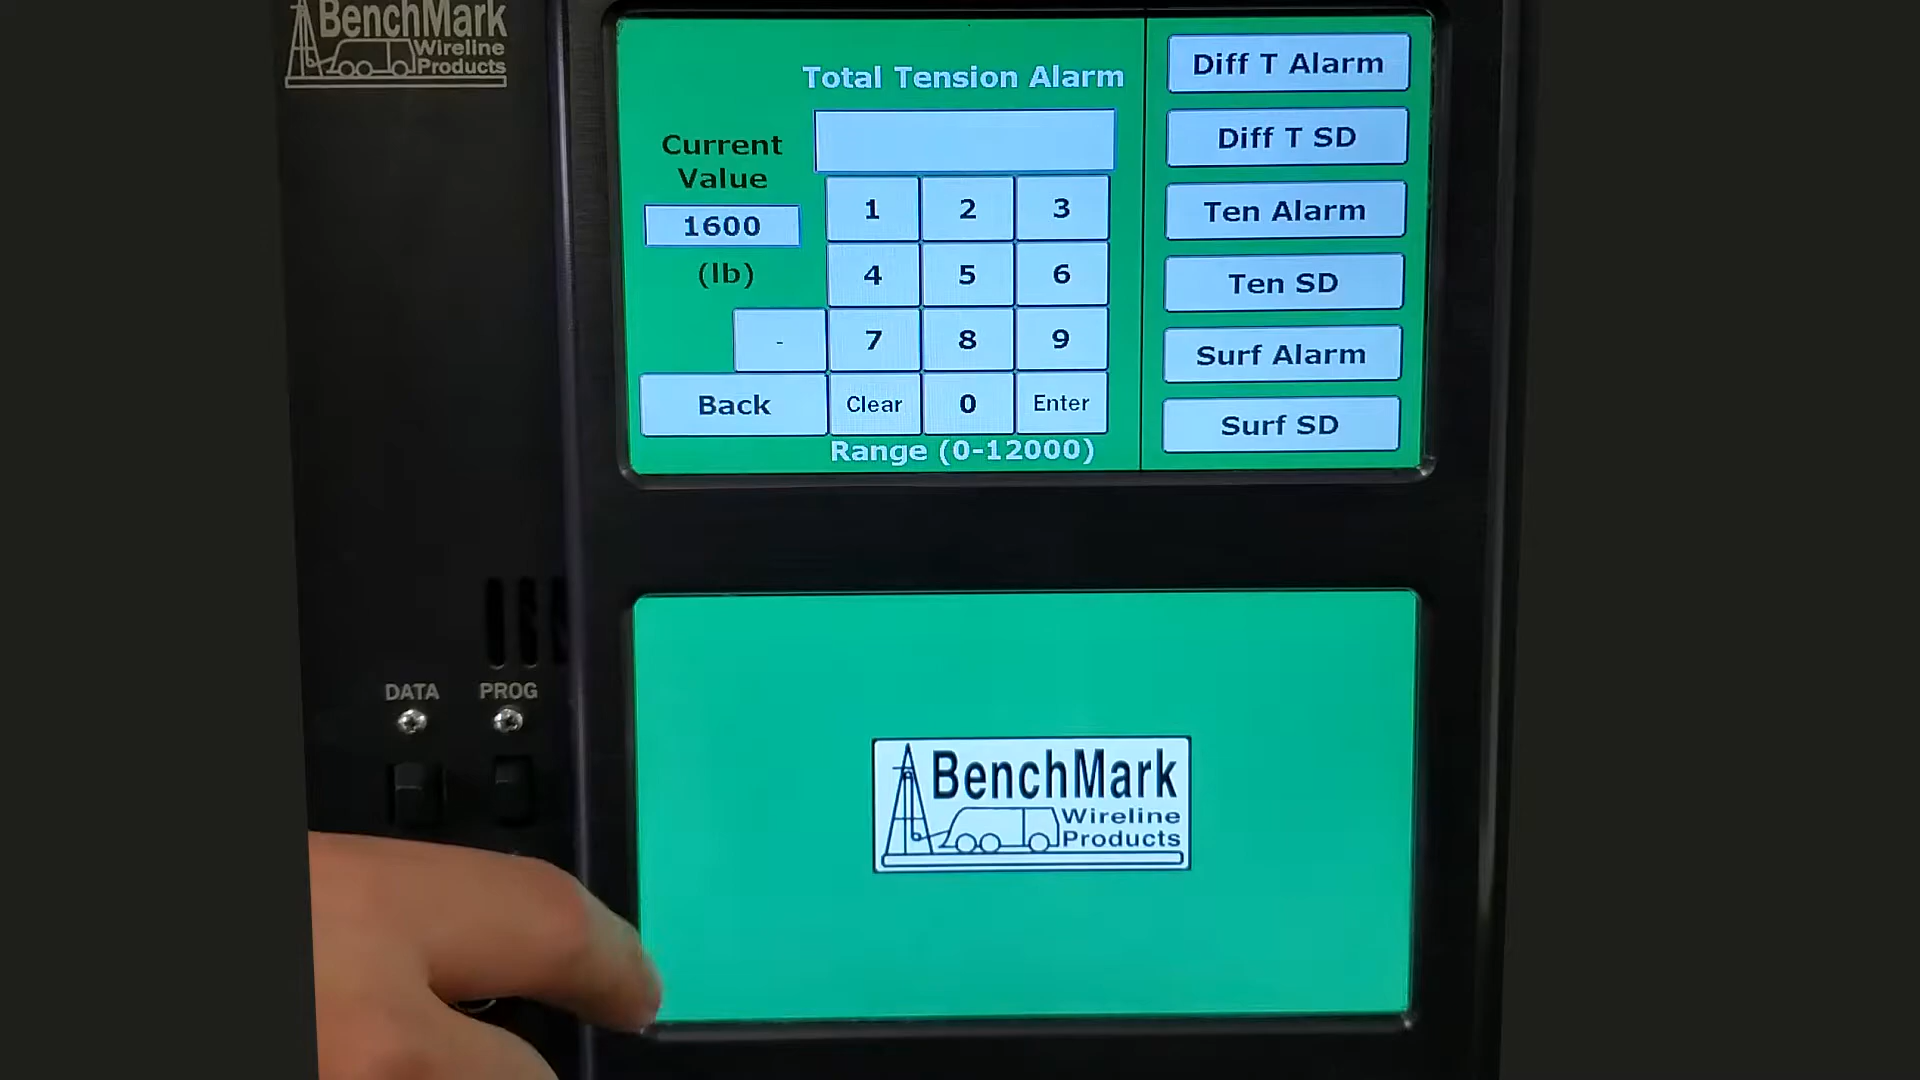 BenchMark
Wireline
Products
Total Tension Alarm
Current
Value
1600
(lb)
1 2 3
4 5 6
- 7 8 9
Back Clear 0 Enter
Range (0-12000)
Diff T Alarm
Diff T SD
Ten Alarm
Ten SD
Surf Alarm
Surf SD
DATA PROG
BenchMark
Wireline
Products